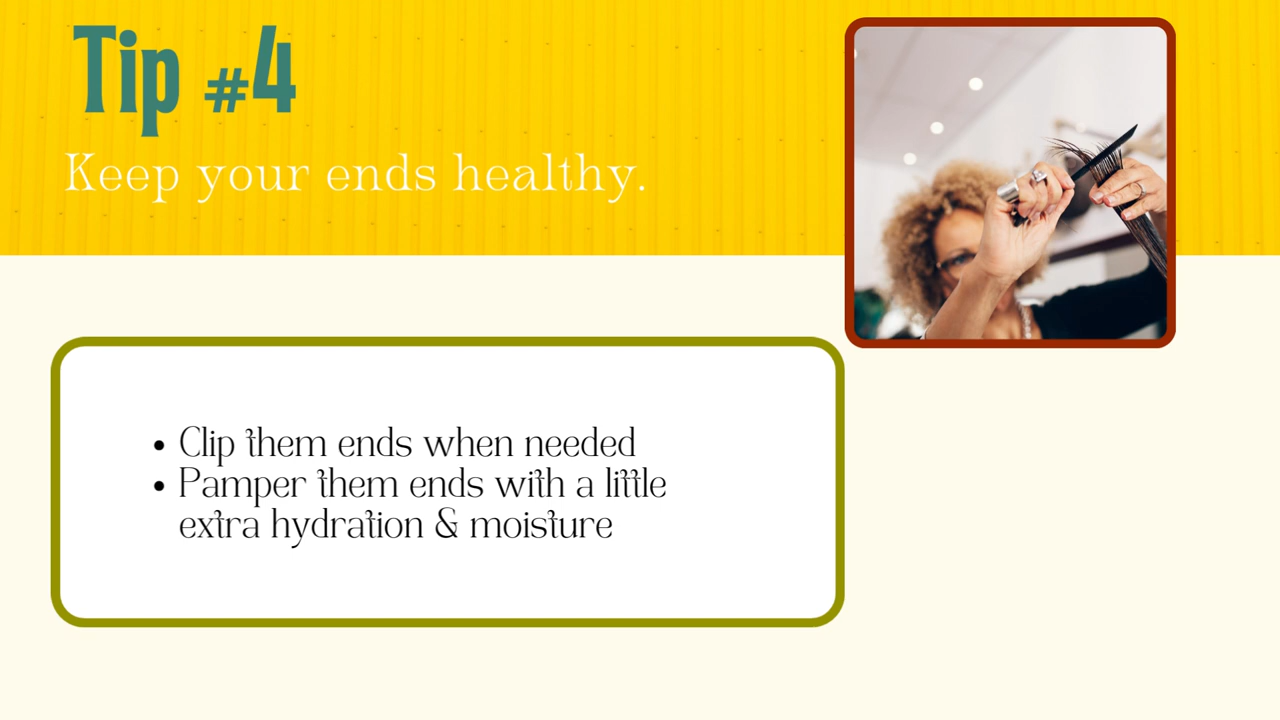 Tip #4
Keep your ends healthy.
• Clip them ends when needed
• Pamper them ends with a little
extra hydration & moisture